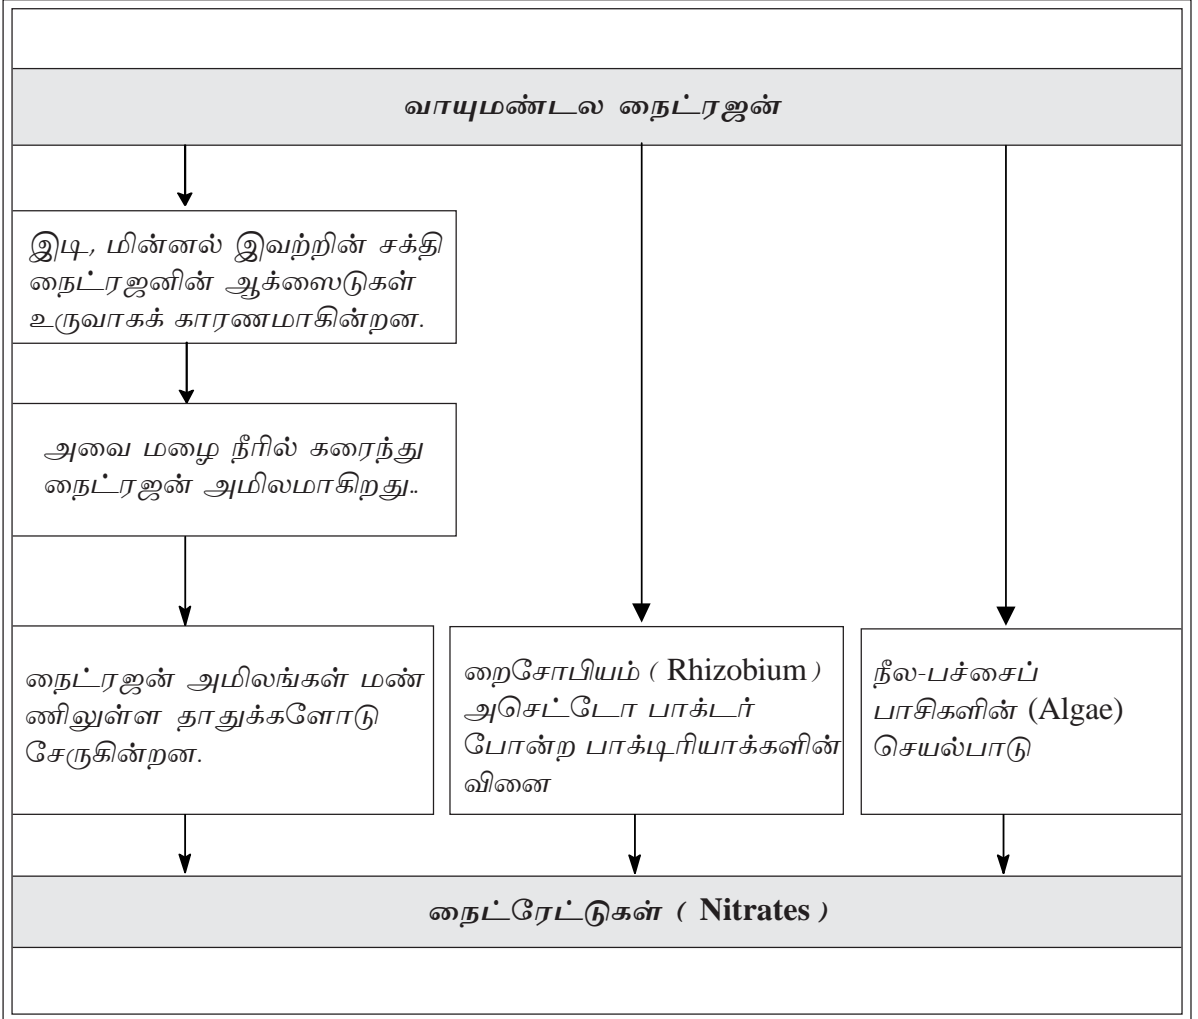 வாயுமண்டல நைட்ரஜன்
இடி, மின்னல் இவற்றின் சக்தி
நைட்ரஜனின் ஆக்ஸைடுகள்
உருவாகக் காரணமாகின்றன.
அவை மழை நீரில் கரைந்து
நைட்ரஜன் அமிலமாகிறது..
நைட்ரஜன் அமிலங்கள் மண்
ணிலுள்ள தாதுக்களோடு
சேருகின்றன.
றைசோபியம் ( Rhizobium )
அசெட்டோ பாக்டர்
போன்ற பாக்டிரியாக்களின்
வினை
நீல-பச்சைப்
பாசிகளின் (Algae)
செயல்பாடு
நைட்ரேட்டுகள் ( Nitrates )